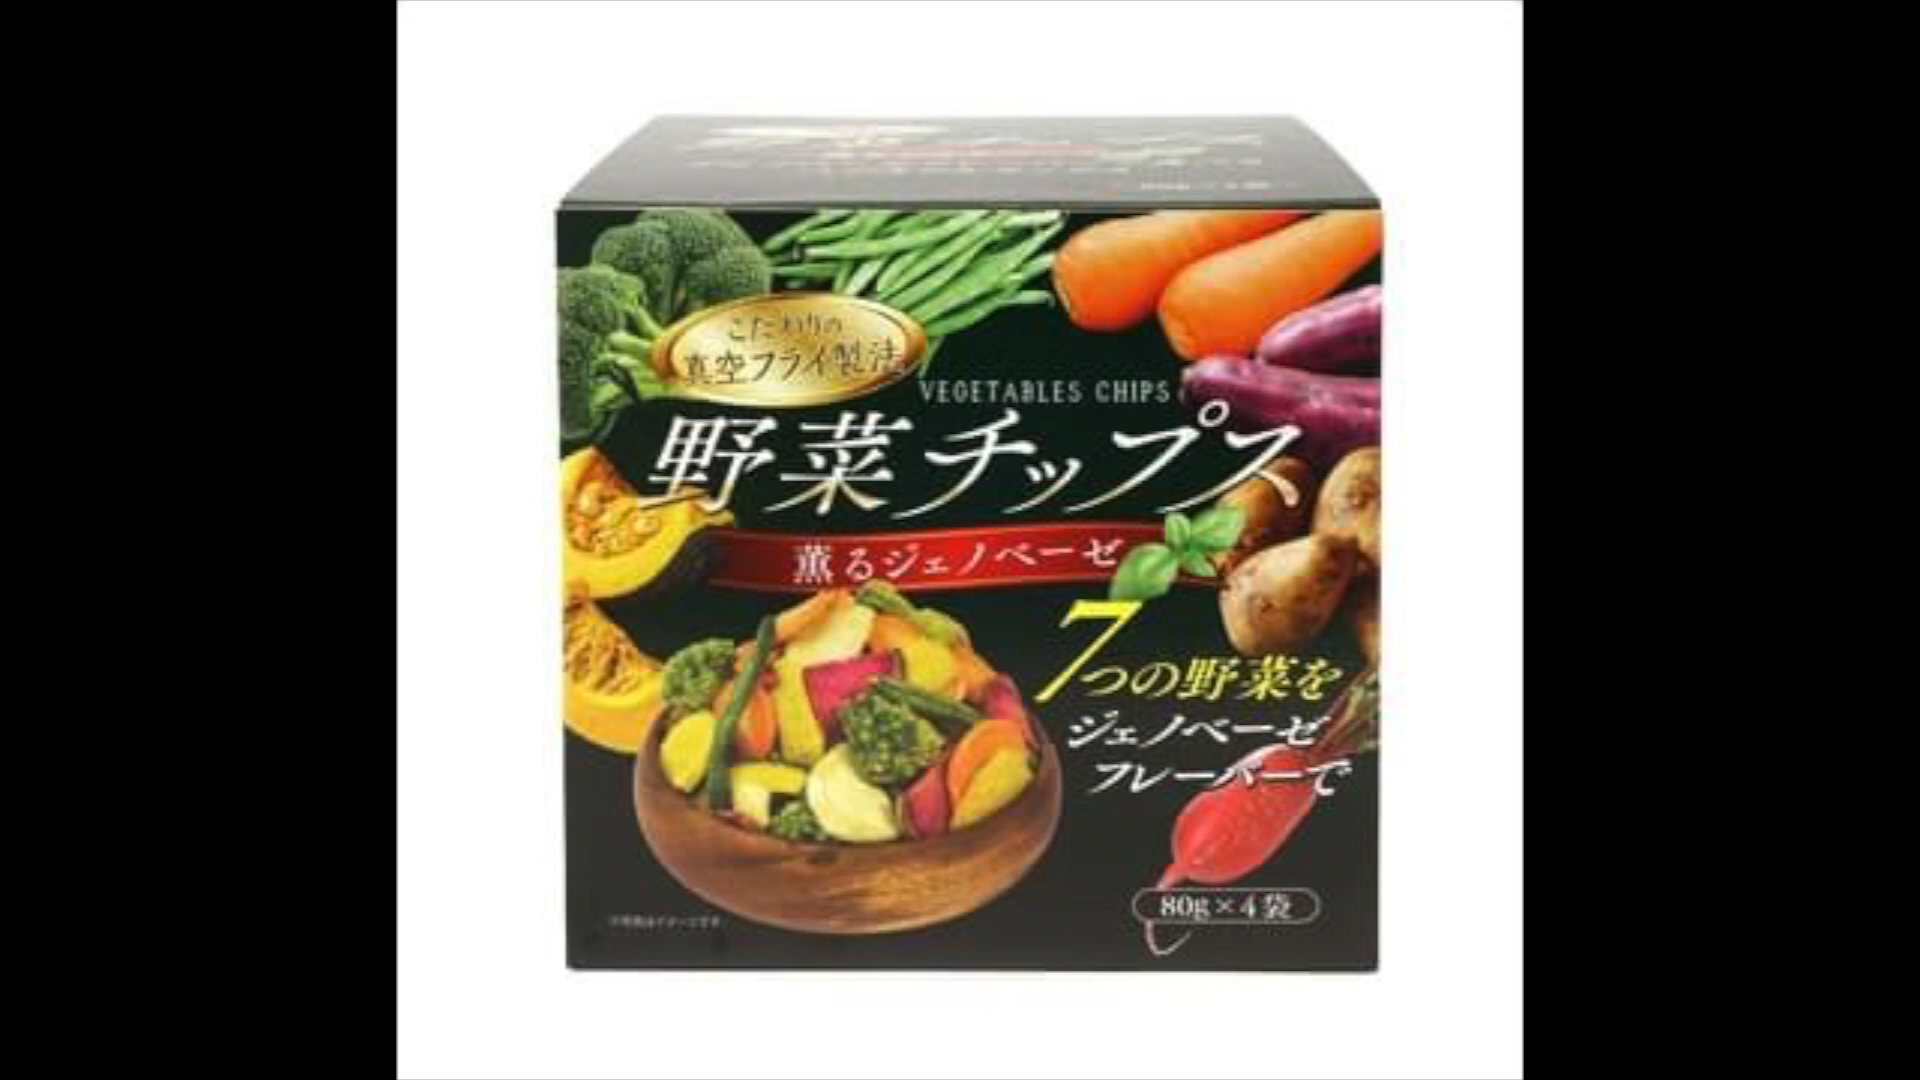 こだわりの
真空フライ製法
VEGETABLES CHIPS
野菜チップス
薫るジェノベーゼ
7つの野菜を
ジェノベーゼ
フレーバーで
80g×4袋